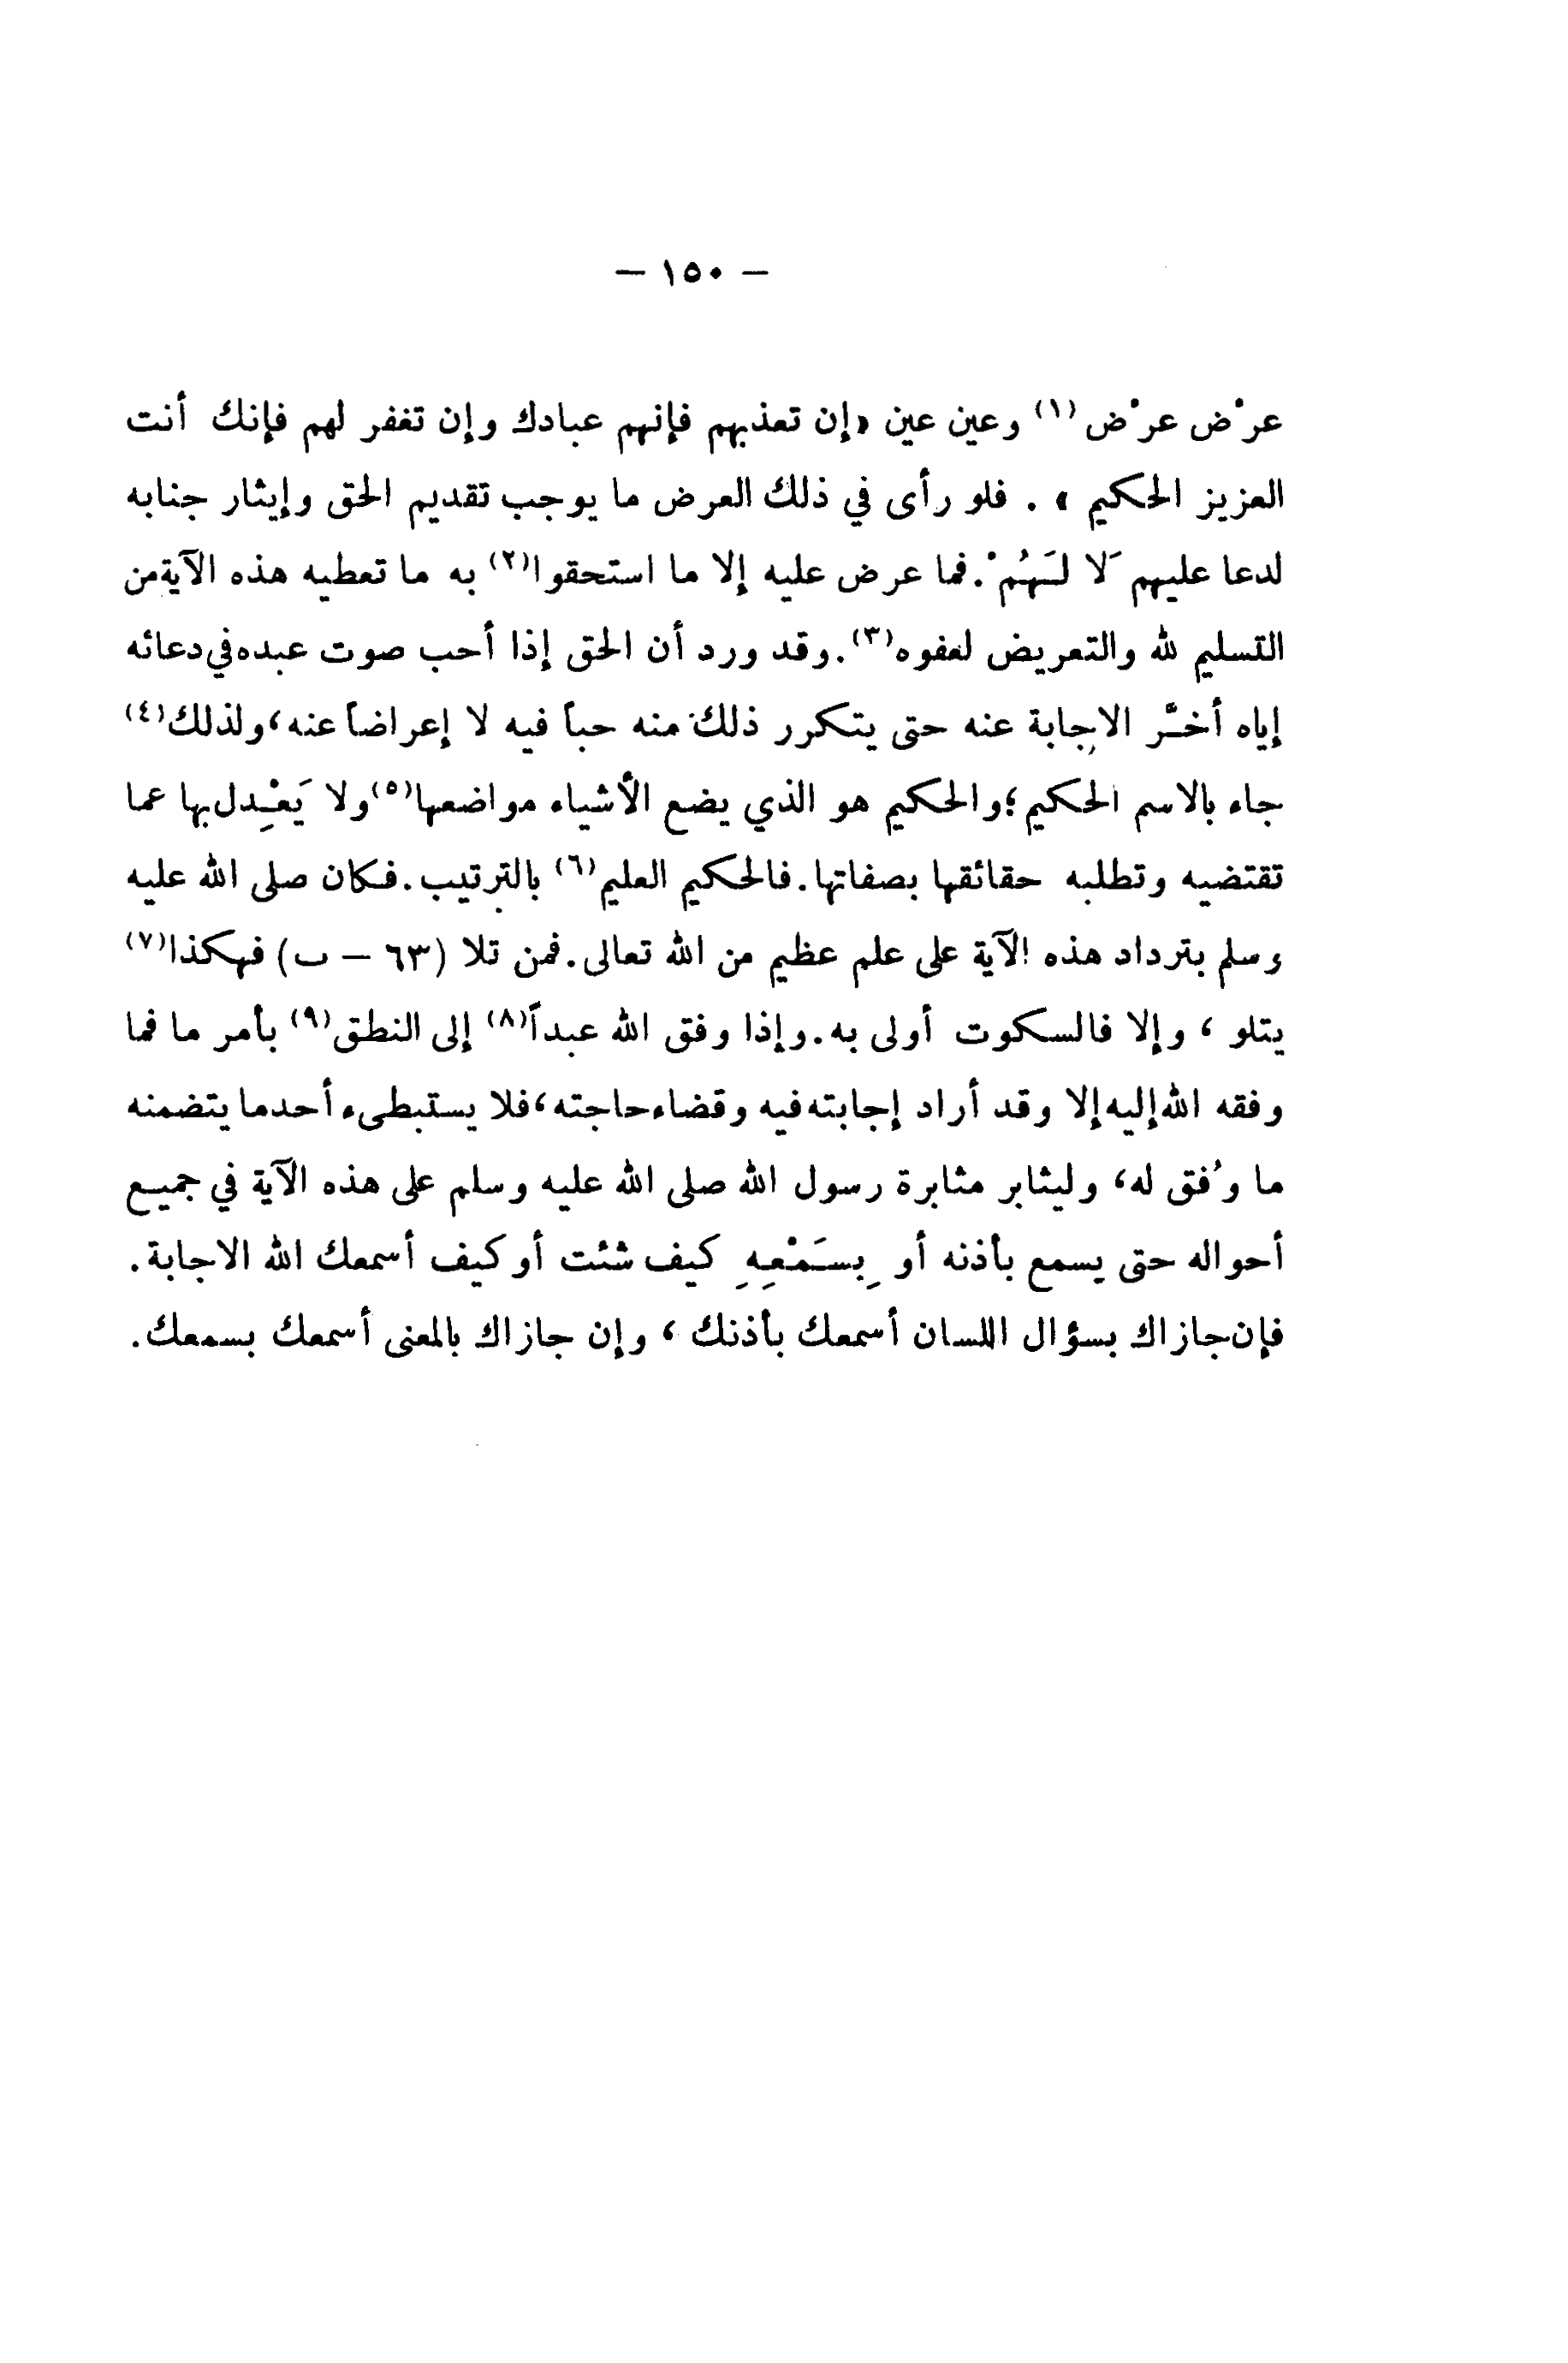 — ١٥٠ —
عرْض عرْض (١) وعين عين «إن تعذبهم فإنهم عبادك وإن تغفر لهم فإنك أنت
العزيز الحكيم » . فلو رأى في ذلك العرض ما يوجب تقديم الحق وإيثار جنابه
لدعا عليهم لَا لَهُمْ. فما عرض عليه إلا ما استحقوا(٢) به ما تعطيه هذه الآية من
التسليم لله والتعريض لعفوه(٣). وقد ورد أن الحق إذا أحب صوت عبده في دعائه
إياه أخَّر الاجِابة عنه حتى يتكرر ذلك منه حباً فيه لا إعراضاً عنه، ولذلك(٤)
جاء بالاسم الحكيم؛ والحكيم هو الذي يضع الأشياء مواضعها(٥) ولا يَعْدِل بها عما
تقتضيه وتطلبه حقائقها بصفاتها. فالحكيم العليم(٦) بالترتيب. فكان صلى الله عليه
وسلم بترداد هذه الآية على علم عظيم من الله تعالى. فمن تلا (٦٣ – ب) فهكذا(٧)
يتلو ، وإلا فالسكوت أولى به. وإذا وفق الله عبداً(٨) إلى النطق(٩) بأمر ما فما
وفقه الله إليه إلا وقد أراد إجابته فيه وقضاء حاجته، فلا يستبطىء أحد ما يتضمنه
ما وُفق له، وليثابر مثابرة رسول الله صلى الله عليه وسلم على هذه الآية في جميع
أحواله حتى يسمع بأذنه أو بِسَمْعِهِ كيف شئت أو كيف أسمعك الله الاجابة.
فإن جازاك بسؤال اللسان أسمعك بأذنك ، وإن جازاك بالمعنى أسمعك بسمعك.